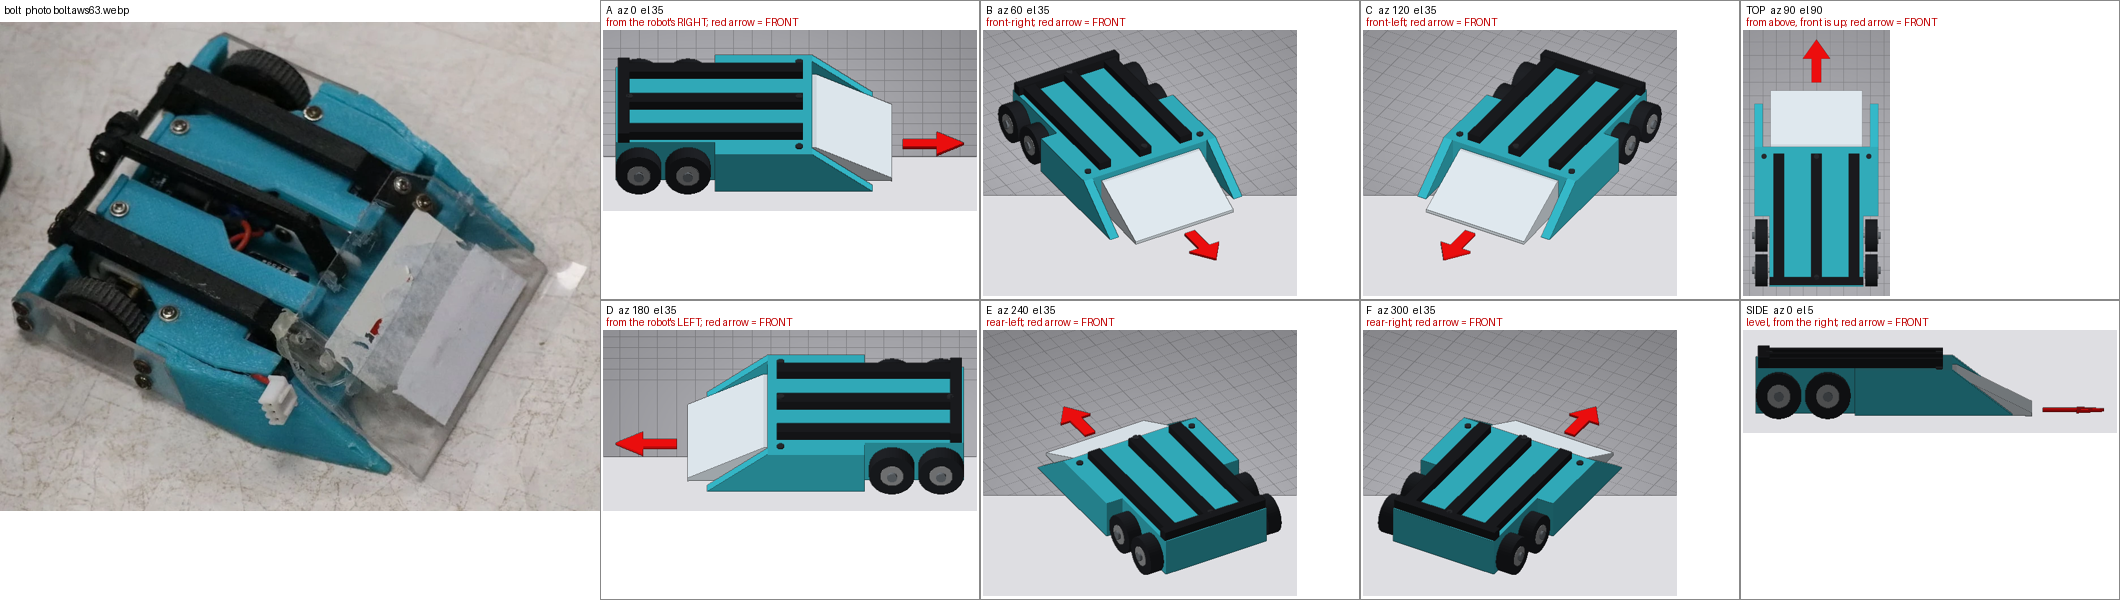 bolt photo bolt.aws63.webp
A az 0 el 35
from the robot's RIGHT; red arrow = FRONT
B az 60 el 35
front-right; red arrow = FRONT
C az 120 el 35
front-left; red arrow = FRONT
TOP az 90 el 90
from above, front is up; red arrow = FRONT
D az 180 el 35
from the robot's LEFT; red arrow = FRONT
E az 240 el 35
rear-left; red arrow = FRONT
F az 300 el 35
rear-right; red arrow = FRONT
SIDE az 0 el 5
level, from the right; red arrow = FRONT